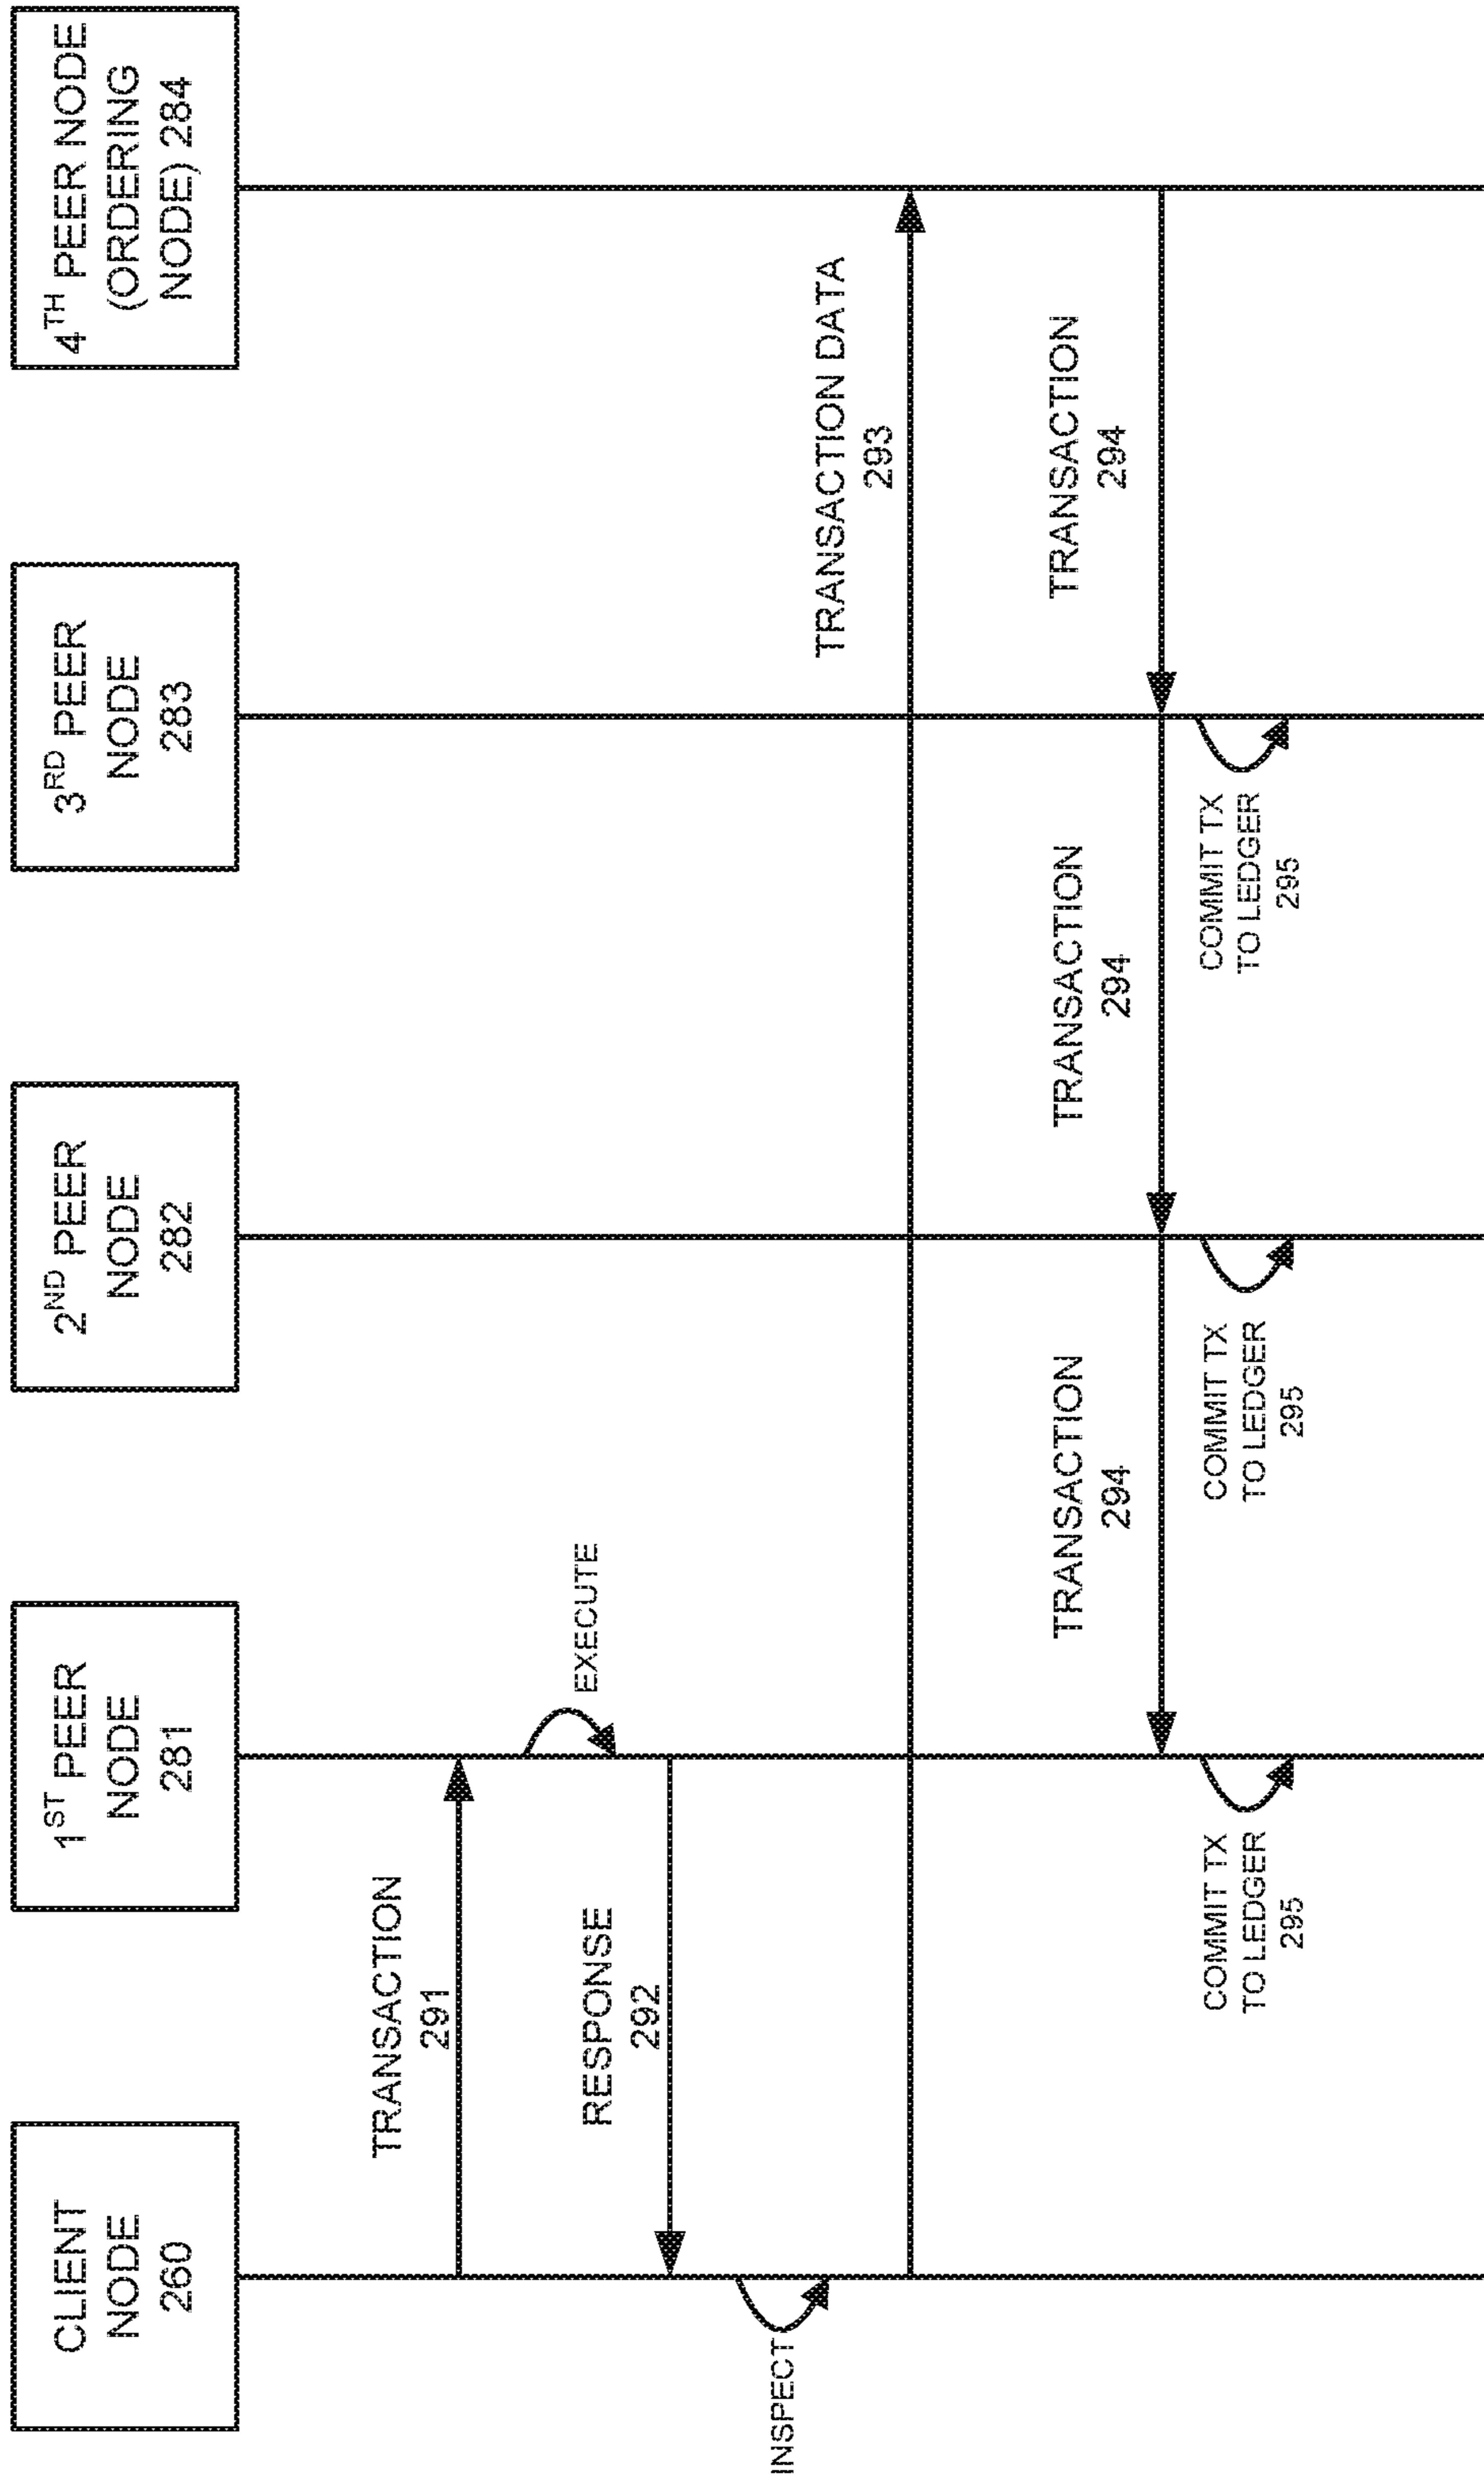 CLIENT
NODE
260
1ST PEER
NODE
281
2ND PEER
NODE
282
3RD PEER
NODE
283
4TH PEER NODE
(ORDERING
NODE) 284
TRANSACTION
291
EXECUTE
RESPONSE
292
INSPECT
TRANSACTION DATA
293
TRANSACTION
294
TRANSACTION
294
TRANSACTION
294
COMMIT TX
TO LEDGER
295
COMMIT TX
TO LEDGER
295
COMMIT TX
TO LEDGER
295